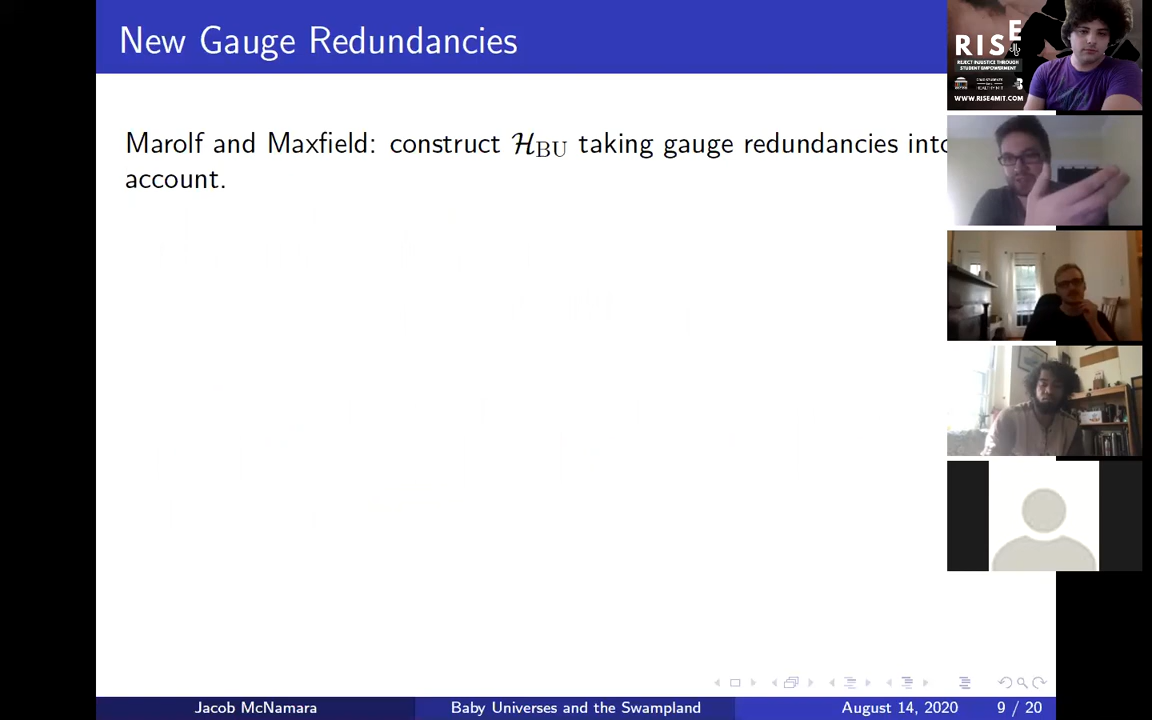 New Gauge Redundancies
Marolf and Maxfield: construct ℋ_BU taking gauge redundancies into
account.
RISE
REJECT INJUSTICE THROUGH
STUDENT EMPOWERMENT
WWW.RISE4MIT.COM
Jacob McNamara
Baby Universes and the Swampland
August 14, 2020
9 / 20